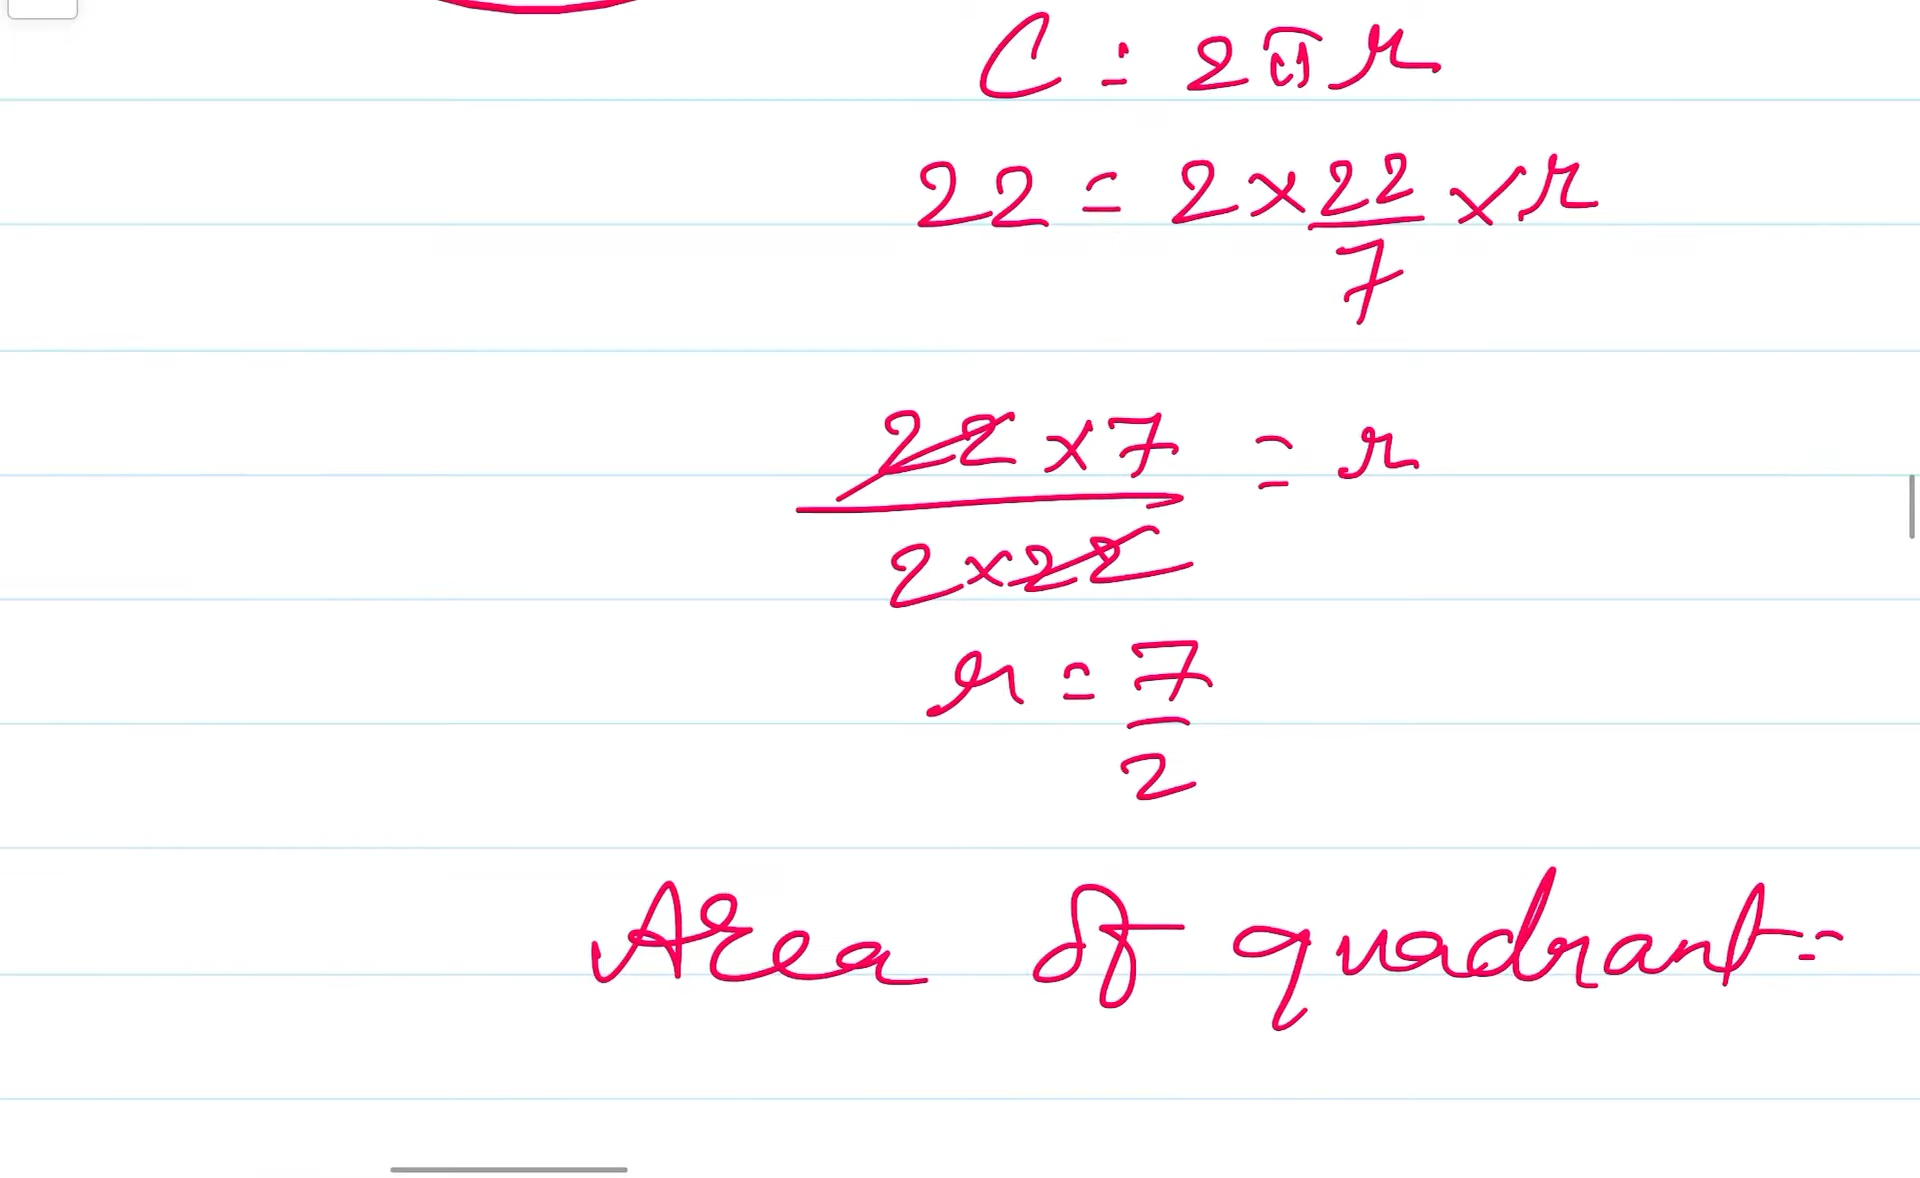 C = 2πr
22 = 2 × 22/7 × r
22 × 7 / 2 × 22 = r
r = 7/2
Area of quadrant =